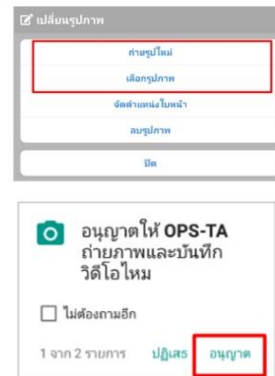 เปลี่ยนรูปภาพ
ถ่ายรูปใหม่
เลือกรูปภาพ
จัดตำแหน่งใบหน้า
ลบรูปภาพ
ปิด
อนุญาตให้ OPS-TA
ถ่ายภาพและบันทึก
วิดีโอไหม
ไม่ต้องถามอีก
1 จาก 2 รายการ ปฏิเสธ อนุญาต